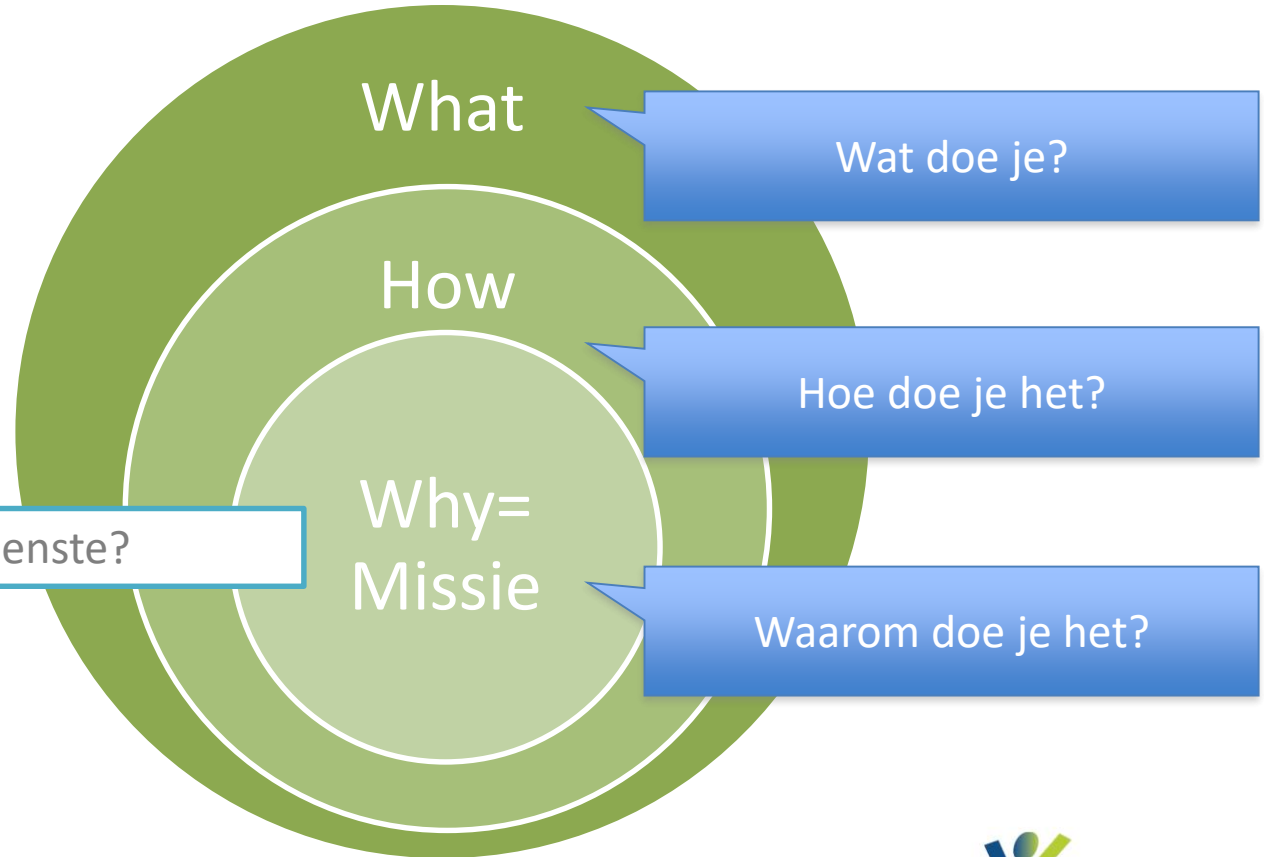 What
Wat doe je?
How
Hoe doe je het?
Why=
Missie
enste?
Waarom doe je het?